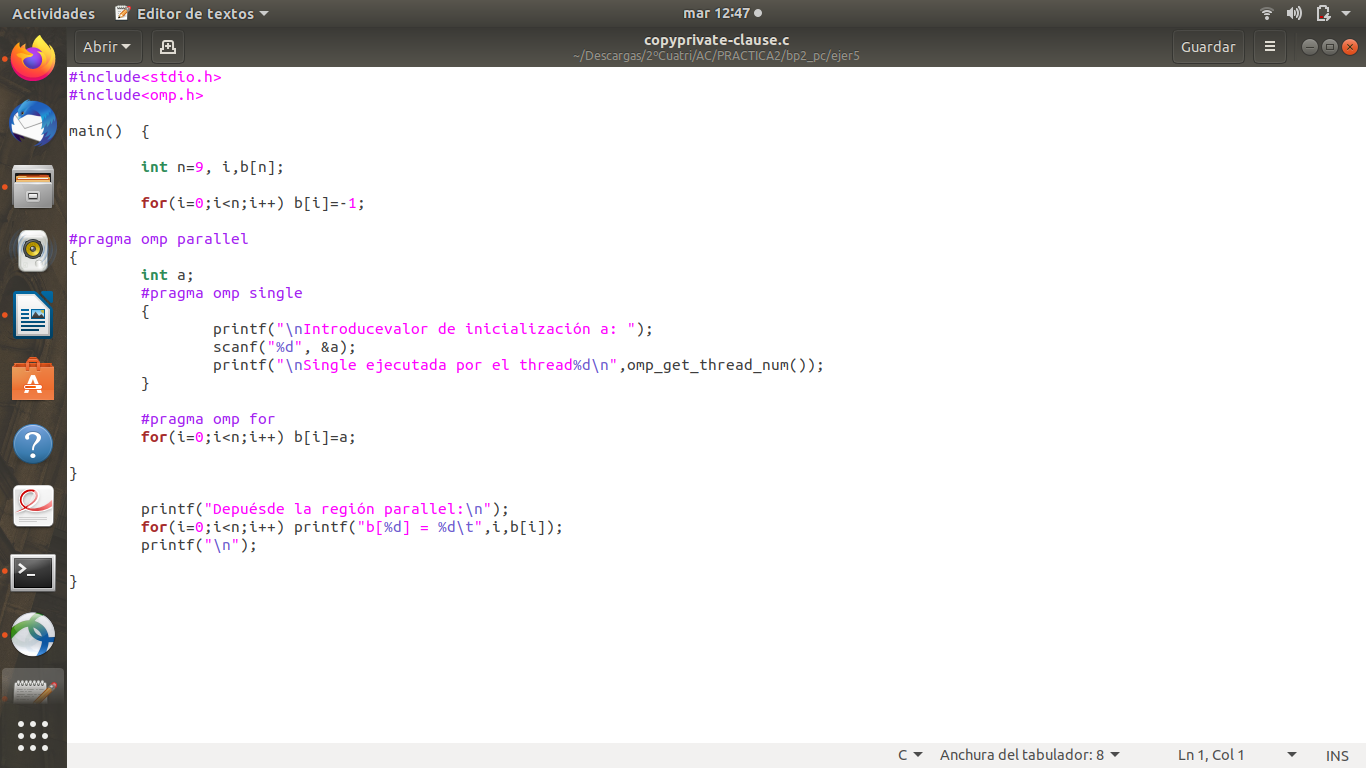 Actividades Editor de textos mar 12:47
Abrir copyprivate-clause.c Guardar
~/Descargas/2ºCuatri/AC/PRACTICA2/bp2_pc/ejer5
#include<stdio.h>
#include<omp.h>
main()  {
int n=9, i,b[n];
for(i=0;i<n;i++) b[i]=-1;
#pragma omp parallel
{
int a;
#pragma omp single
{
printf("\nIntroducevalor de inicialización a: ");
scanf("%d", &a);
printf("\nSingle ejecutada por el thread%d\n",omp_get_thread_num());
}
#pragma omp for
for(i=0;i<n;i++) b[i]=a;
}
printf("Depuésde la región parallel:\n");
for(i=0;i<n;i++) printf("b[%d] = %d\t",i,b[i]);
printf("\n");
}
C Anchura del tabulador: 8 Ln 1, Col 1 INS